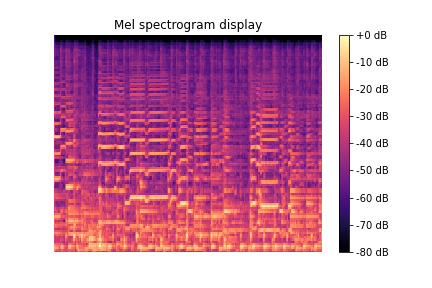 Mel spectrogram display
+0 dB
-10 dB
-20 dB
-30 dB
-40 dB
-50 dB
-60 dB
-70 dB
-80 dB